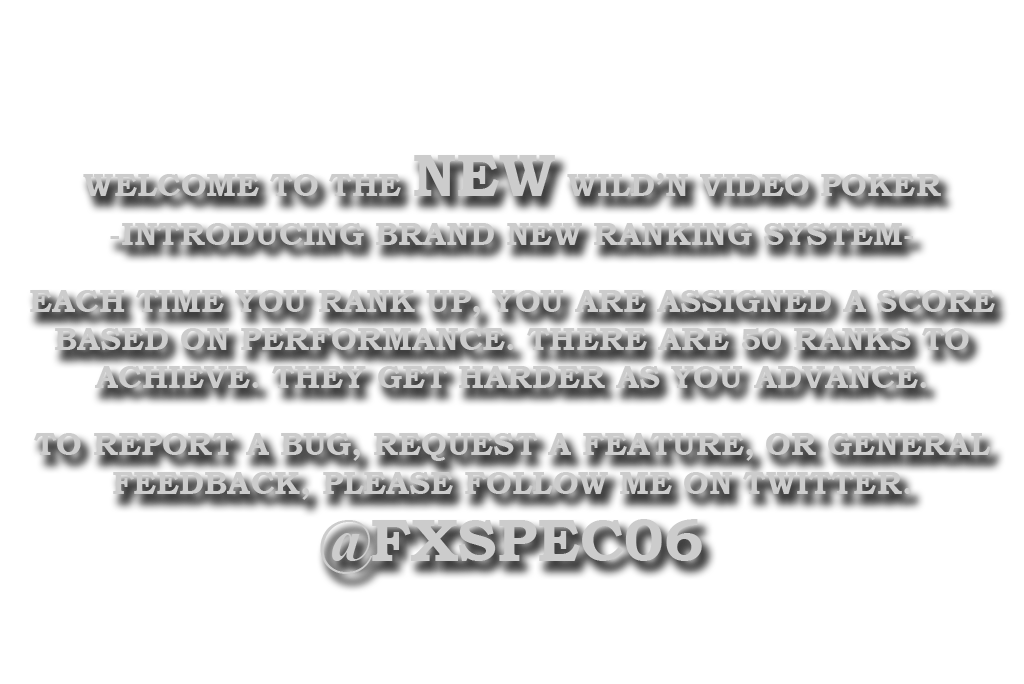 WELCOME TO THE NEW WILD'N VIDEO POKER
-INTRODUCING BRAND NEW RANKING SYSTEM-
EACH TIME YOU RANK UP, YOU ARE ASSIGNED A SCORE
BASED ON PERFORMANCE. THERE ARE 50 RANKS TO
ACHIEVE. THEY GET HARDER AS YOU ADVANCE.
TO REPORT A BUG, REQUEST A FEATURE, OR GENERAL
FEEDBACK, PLEASE FOLLOW ME ON TWITTER.
@FXSPEC06